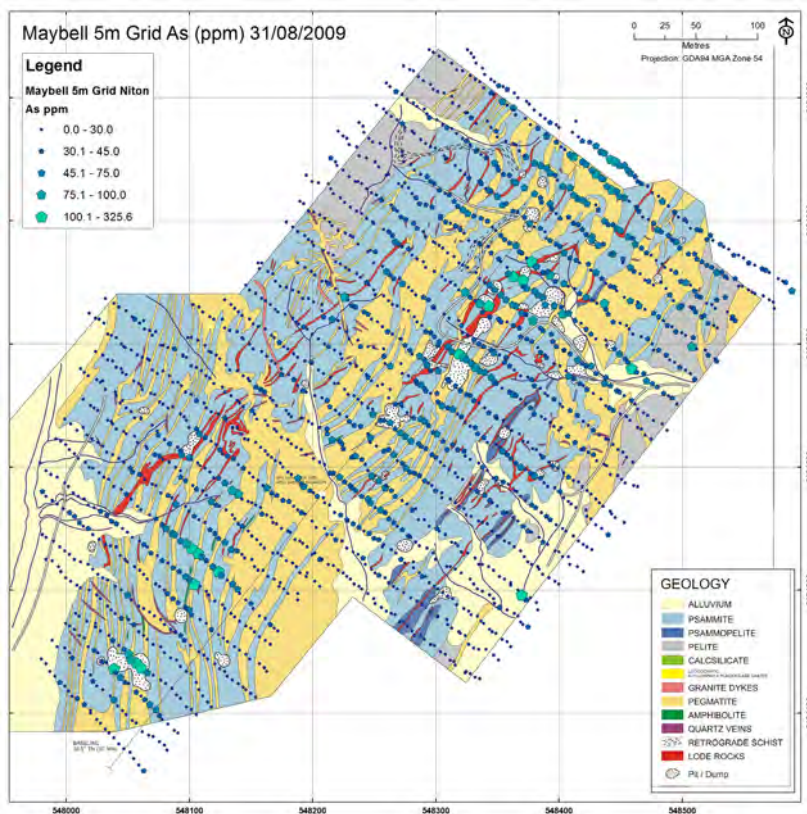 Maybell 5m Grid As (ppm) 31/08/2009
0 25 50 100
Metres
Projection: GDA94 MGA Zone 54
N
Legend
Maybell 5m Grid Niton
As ppm
0.0 - 30.0
30.1 - 45.0
45.1 - 75.0
75.1 - 100.0
100.1 - 325.6
GEOLOGY
ALLUVIUM
PSAMMITE
PSAMMOPELITE
PELITE
CALCSILICATE
GRANITE DYKES
PEGMATITE
AMPHIBOLITE
QUARTZ VEINS
RETROGRADE SCHIST
LODE ROCKS
Pit / Dump
BASELINE
548000 548100 548200 548300 548400 548500